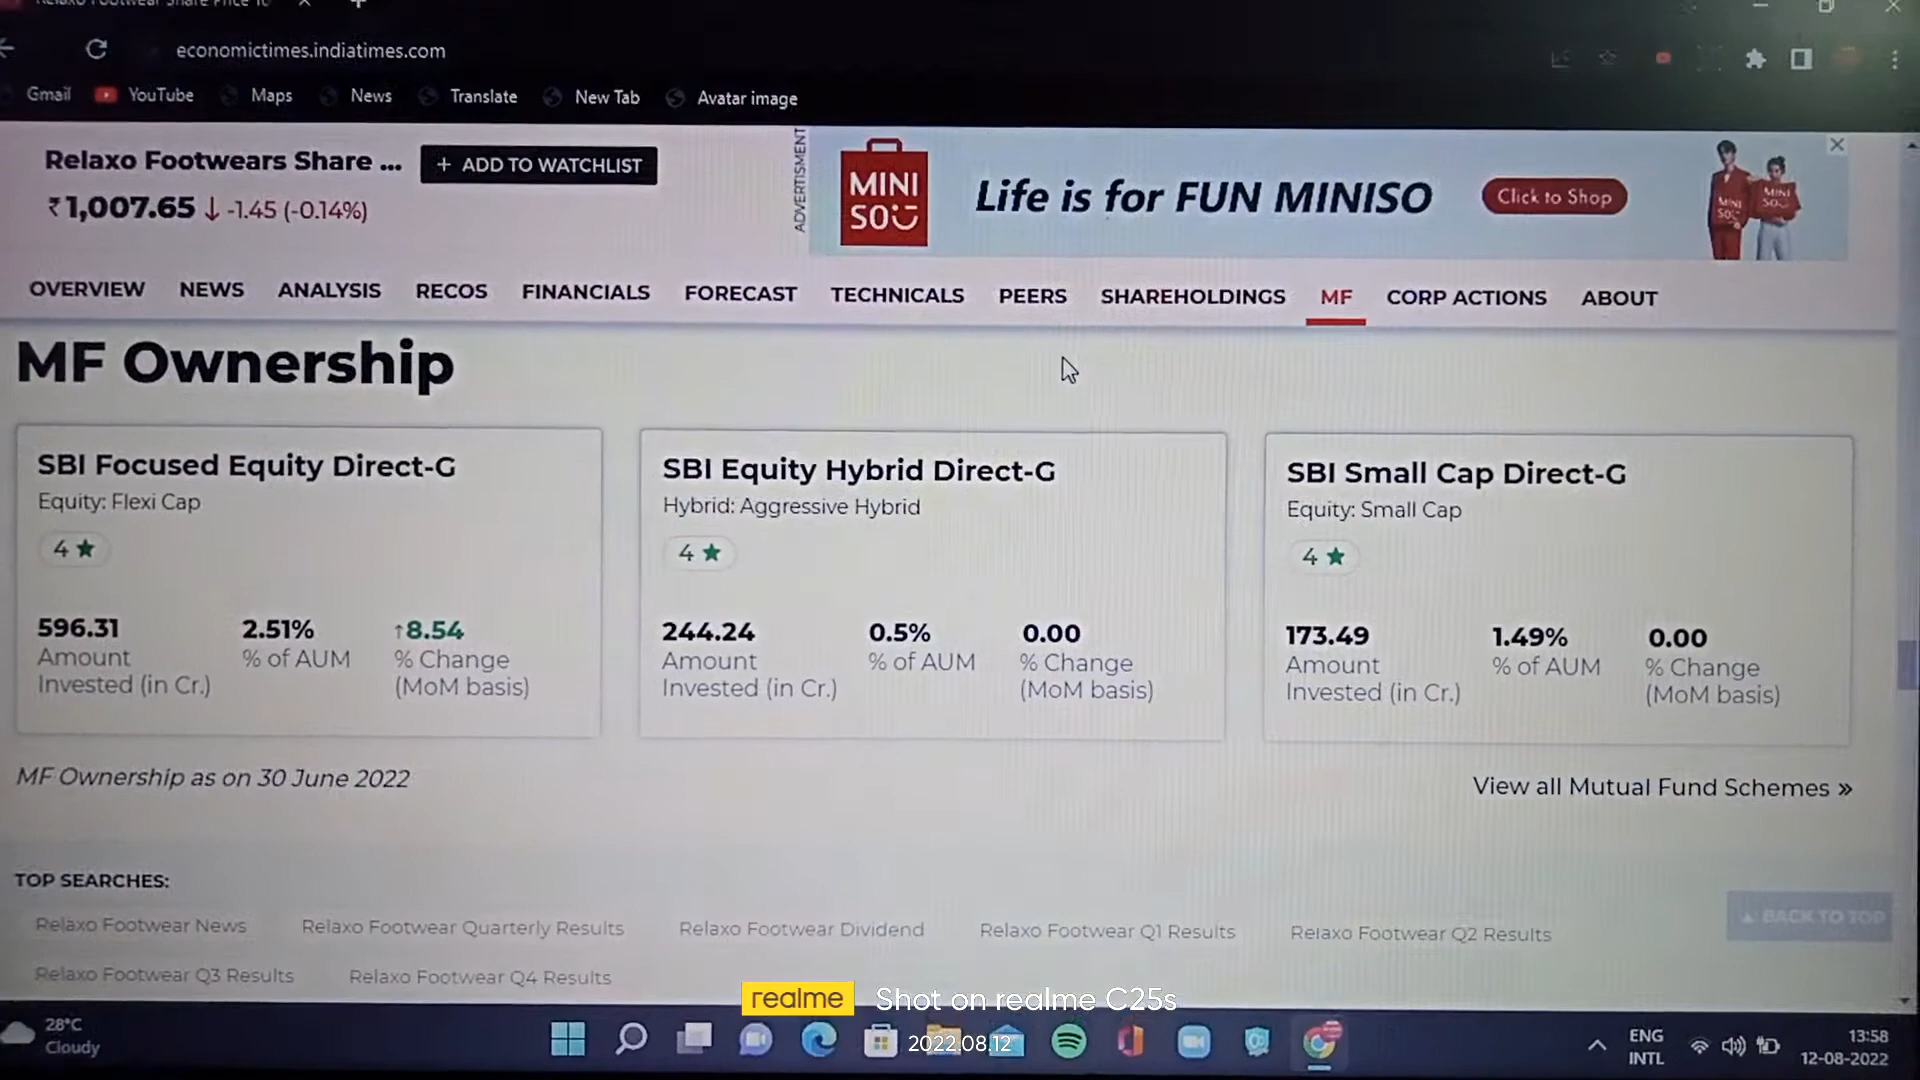 economictimes.indiatimes.com
Gmail YouTube Maps News Translate New Tab Avatar image
Relaxo Footwears Share ... + ADD TO WATCHLIST
₹1,007.65 ↓ -1.45 (-0.14%)
ADVERTISMENT
MINI
SO
Life is for FUN MINISO
Click to Shop
OVERVIEW NEWS ANALYSIS RECOS FINANCIALS FORECAST TECHNICALS PEERS SHAREHOLDINGS MF CORP ACTIONS ABOUT
MF Ownership
SBI Focused Equity Direct-G
Equity: Flexi Cap
4 ★
596.31 2.51% ↑8.54
Amount % of AUM % Change
Invested (in Cr.) (MoM basis)
SBI Equity Hybrid Direct-G
Hybrid: Aggressive Hybrid
4 ★
244.24 0.5% 0.00
Amount % of AUM % Change
Invested (in Cr.) (MoM basis)
SBI Small Cap Direct-G
Equity: Small Cap
4 ★
173.49 1.49% 0.00
Amount % of AUM % Change
Invested (in Cr.) (MoM basis)
MF Ownership as on 30 June 2022
View all Mutual Fund Schemes »
TOP SEARCHES:
BACK TO TOP
Relaxo Footwear News Relaxo Footwear Quarterly Results Relaxo Footwear Dividend Relaxo Footwear Q1 Results Relaxo Footwear Q2 Results
Relaxo Footwear Q3 Results Relaxo Footwear Q4 Results
realme Shot on realme C25s
2022.08.12
28°C
Cloudy
ENG
INTL
13:58
12-08-2022